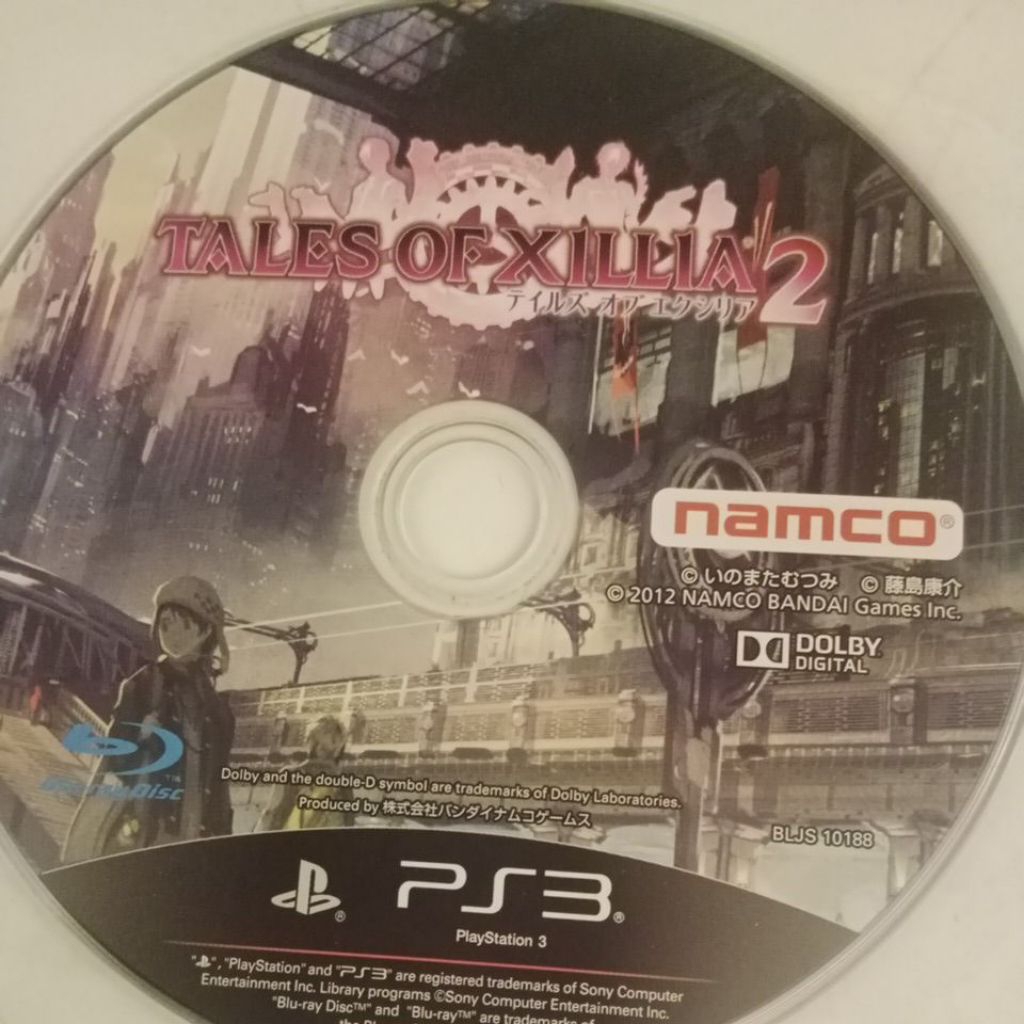 TALES OF XILLIA 2
テイルズ オブ エクシリア
namco®
© いのまたむつみ © 藤島康介
© 2012 NAMCO BANDAI Games Inc.
DOLBY
DIGITAL
Blu-ray Disc™
Dolby and the double-D symbol are trademarks of Dolby Laboratories.
Produced by 株式会社バンダイナムコゲームス
BLJS 10188
PS3®
PlayStation 3
" ", "PlayStation" and "PS3" are registered trademarks of Sony Computer
Entertainment Inc. Library programs ©Sony Computer Entertainment Inc.
"Blu-ray Disc™" and "Blu-ray™" are trademarks of
the